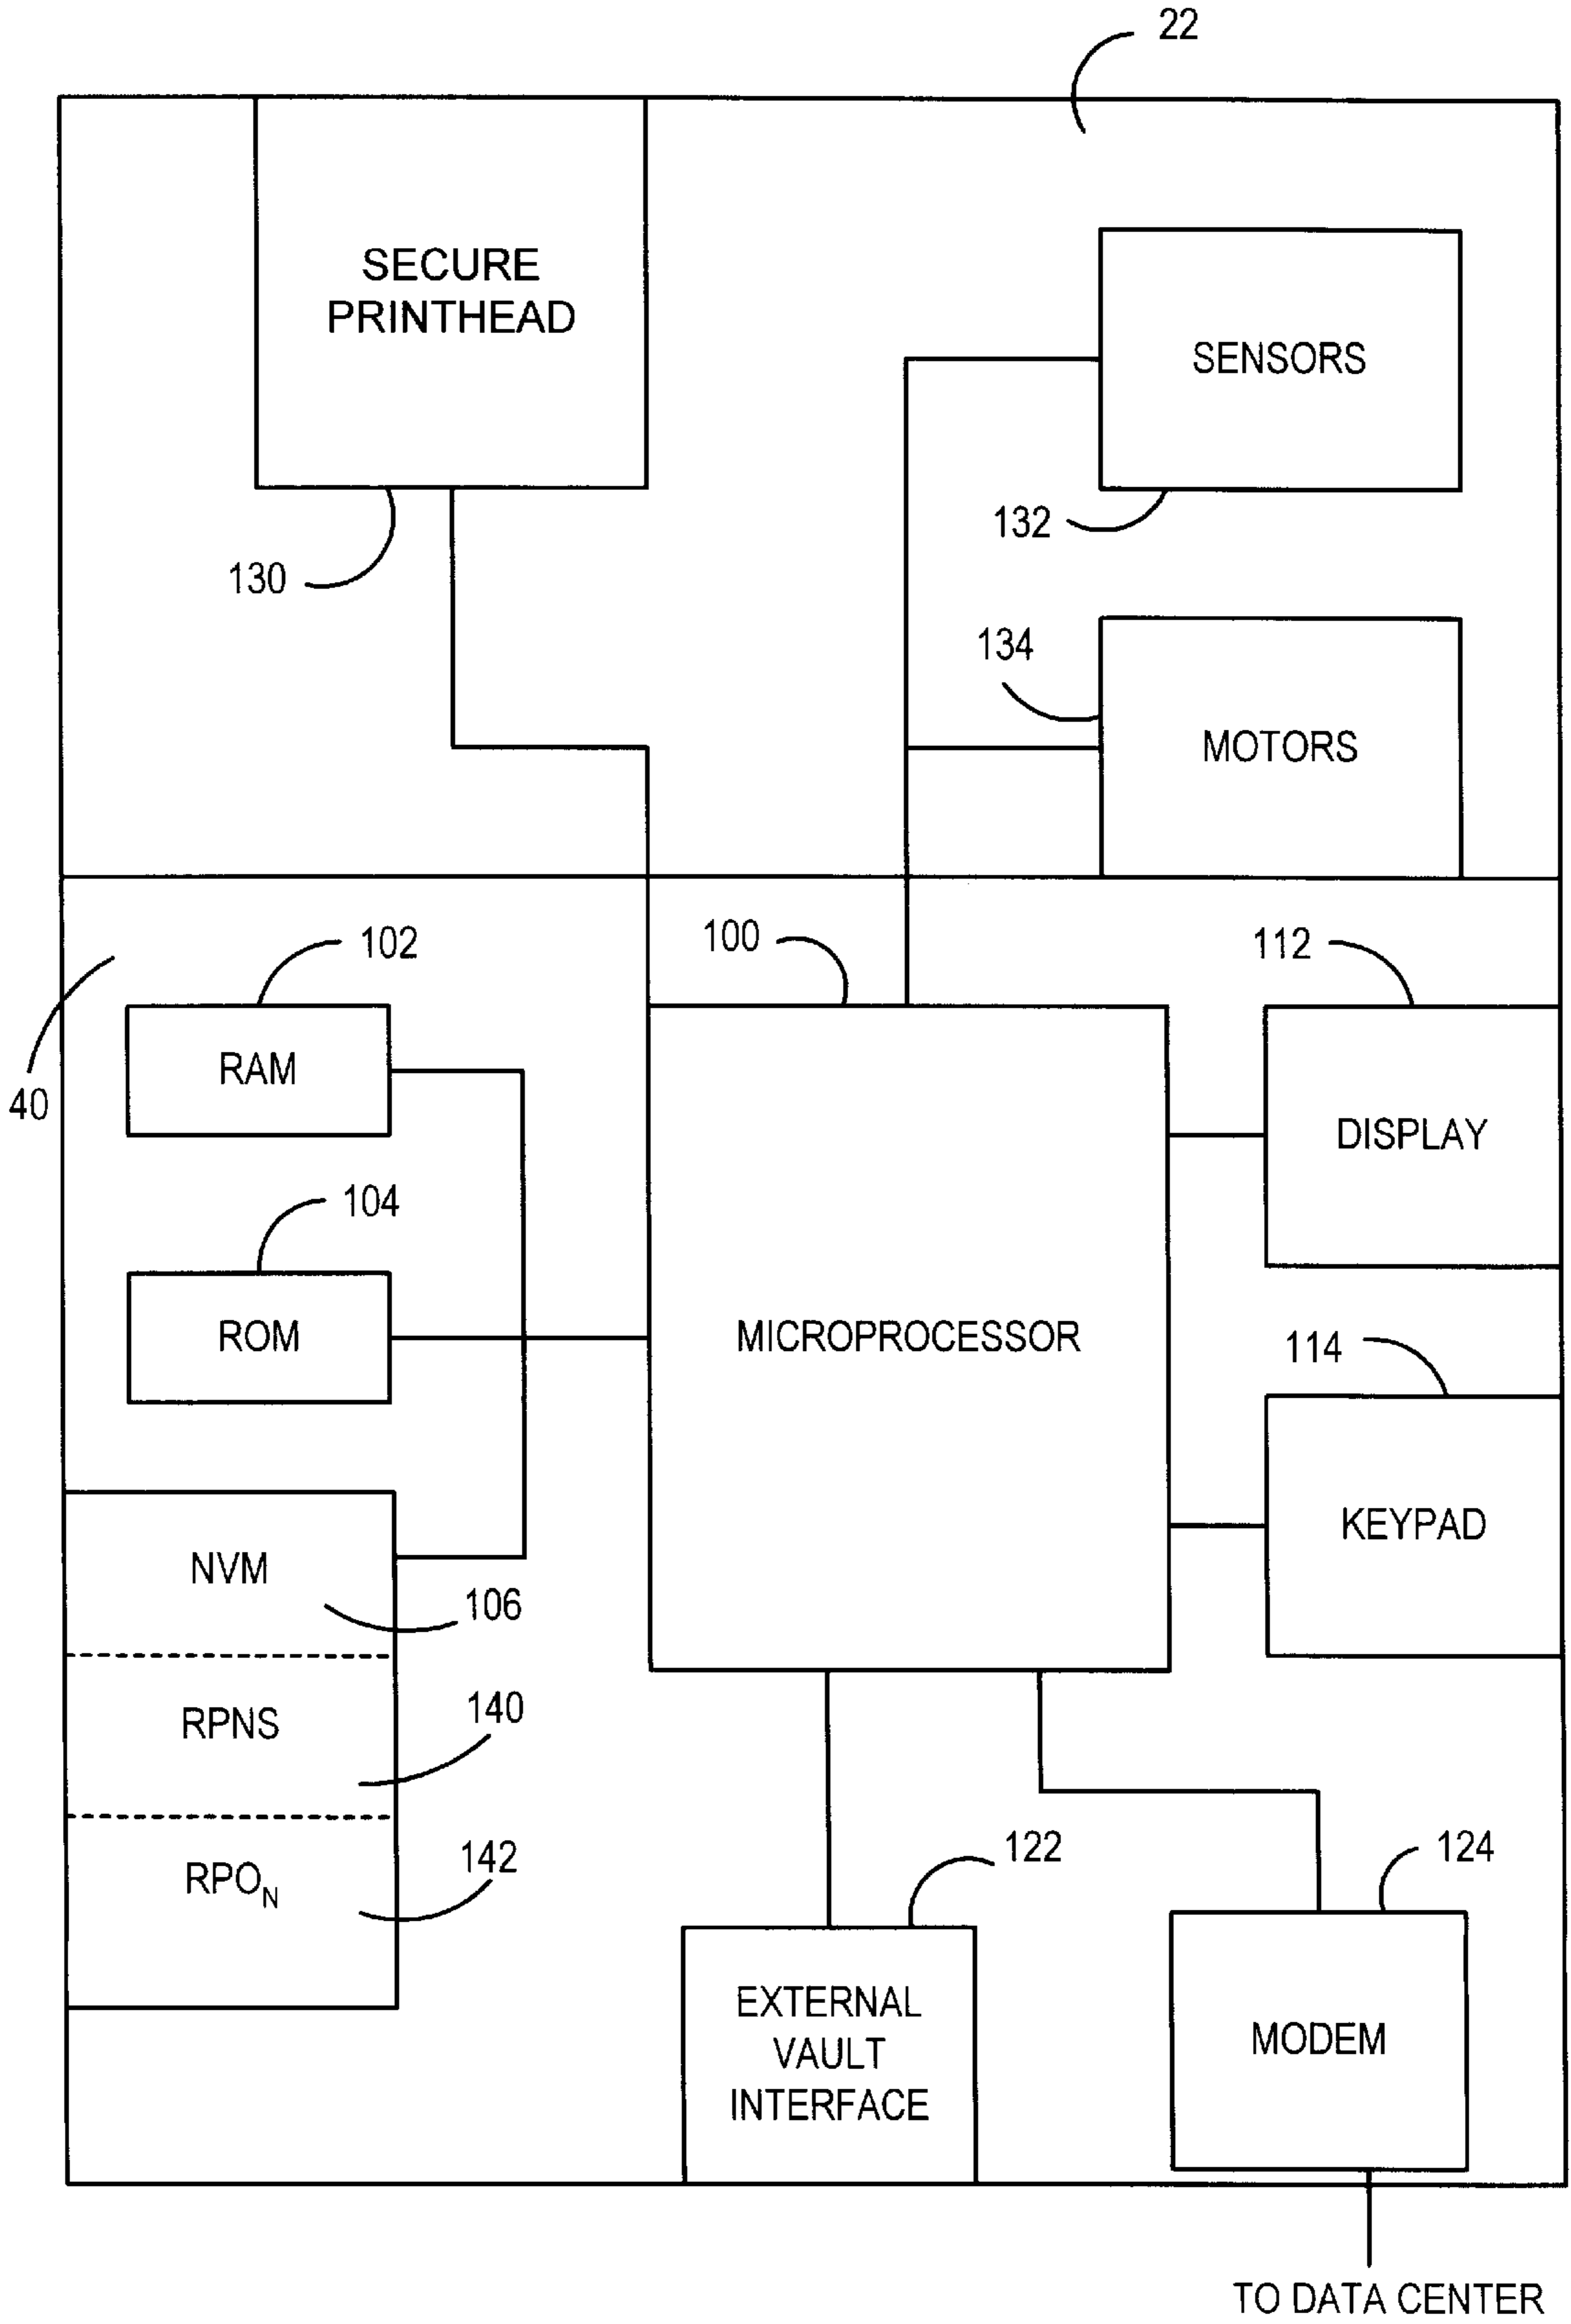 22
SECURE
PRINTHEAD
SENSORS
132
130
134
MOTORS
100
102
112
RAM
40
DISPLAY
104
ROM
MICROPROCESSOR
114
KEYPAD
NVM
106
RPNS
140
142
RPON
122
124
EXTERNAL
VAULT
INTERFACE
MODEM
TO DATA CENTER